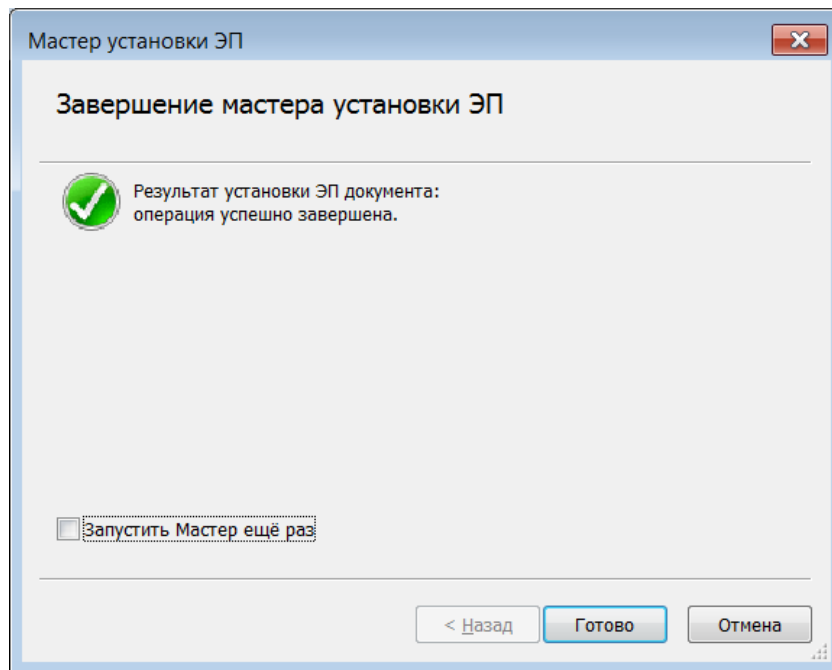 Мастер установки ЭП
Завершение мастера установки ЭП
Результат установки ЭП документа:
операция успешно завершена.
Запустить Мастер ещё раз
< Назад Готово Отмена